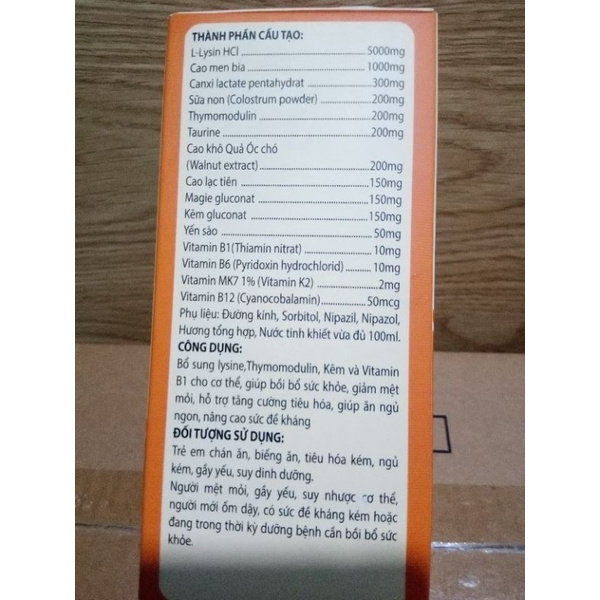 THÀNH PHẦN CẤU TẠO:
L-Lysin HCl ........ 5000mg
Cao men bia ........ 1000mg
Canxi lactate pentahydrat ........ 300mg
Sữa non (Colostrum powder) ........ 200mg
Thymomodulin ........ 200mg
Taurine ........ 200mg
Cao khô Quả Óc chó
(Walnut extract) ........ 200mg
Cao lạc tiên ........ 150mg
Magie gluconat ........ 150mg
Kẽm gluconat ........ 150mg
Yến sào ........ 50mg
Vitamin B1(Thiamin nitrat) ........ 10mg
Vitamin B6 (Pyridoxin hydrochlorid) ........ 10mg
Vitamin MK7 1% (Vitamin K2) ........ 2mg
Vitamin B12 (Cyanocobalamin) ........ 50mcg
Phụ liệu: Đường kính, Sorbitol, Nipazil, Nipazol,
Hương tổng hợp, Nước tinh khiết vừa đủ 100ml.
CÔNG DỤNG:
Bổ sung lysine,Thymomodulin, Kẽm và Vitamin
B1 cho cơ thể, giúp bồi bổ sức khỏe, giảm mệt
mỏi, hỗ trợ tăng cường tiêu hóa, giúp ăn ngủ
ngon, nâng cao sức đề kháng
ĐỐI TƯỢNG SỬ DỤNG:
Trẻ em chán ăn, biếng ăn, tiêu hóa kém, ngủ
kém, gầy yếu, suy dinh dưỡng.
Người mệt mỏi, gầy yếu, suy nhược cơ thể,
người mới ốm dậy, có sức đề kháng kém hoặc
đang trong thời kỳ dưỡng bệnh cần bồi bổ sức
khỏe.